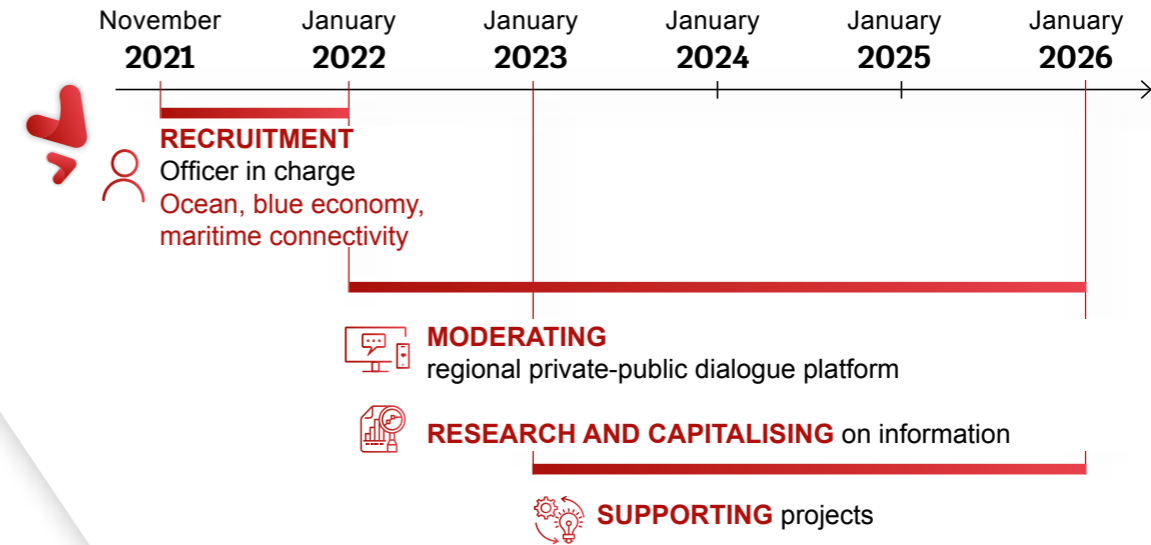 November January January January January January
2021 2022 2023 2024 2025 2026
RECRUITMENT
Officer in charge
Ocean, blue economy,
maritime connectivity
MODERATING
regional private-public dialogue platform
RESEARCH AND CAPITALISING on information
SUPPORTING projects